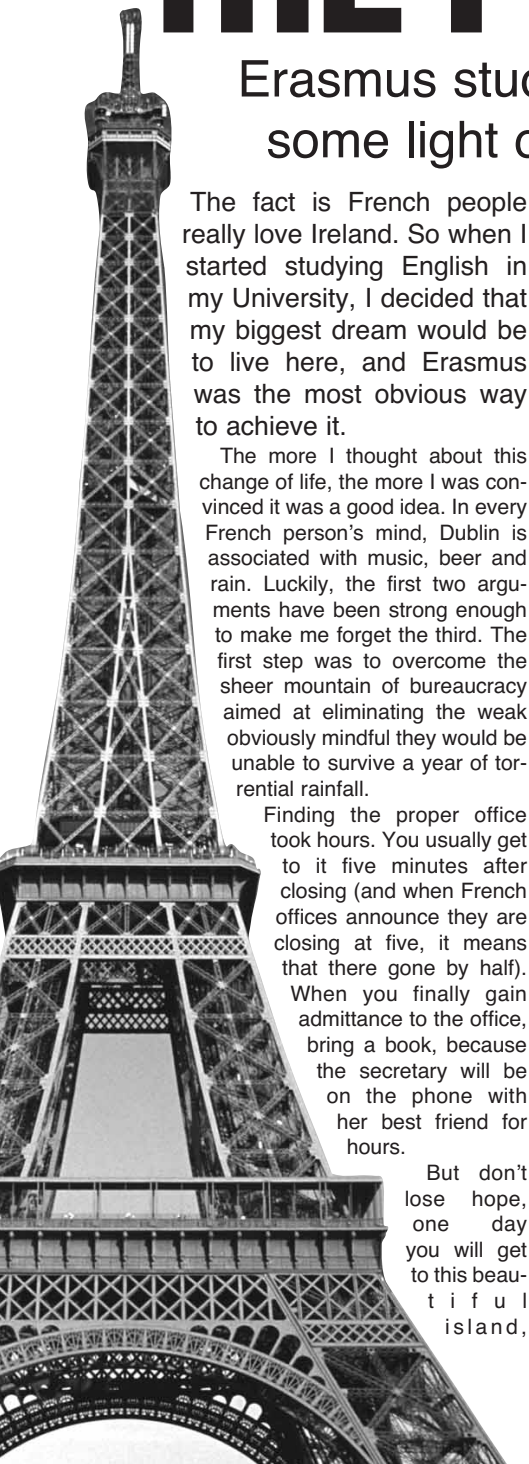 Erasmus
some light
The fact is French people
really love Ireland. So when I
started studying English in
my University, I decided that
my biggest dream would be
to live here, and Erasmus
was the most obvious way
to achieve it.
The more I thought about this
change of life, the more I was con-
vinced it was a good idea. In every
French person's mind, Dublin is
associated with music, beer and
rain. Luckily, the first two argu-
ments have been strong enough
to make me forget the third. The
first step was to overcome the
sheer mountain of bureaucracy
aimed at eliminating the weak
obviously mindful they would be
unable to survive a year of tor-
rential rainfall.
Finding the proper office
took hours. You usually get
to it five minutes after
closing (and when French
offices announce they are
closing at five, it means
that there gone by half).
When you finally gain
admittance to the office,
bring a book, because
the secretary will be
on the phone with
her best friend for
hours.
But don't
lose hope,
one day
you will get
to this beau-
tiful
island,